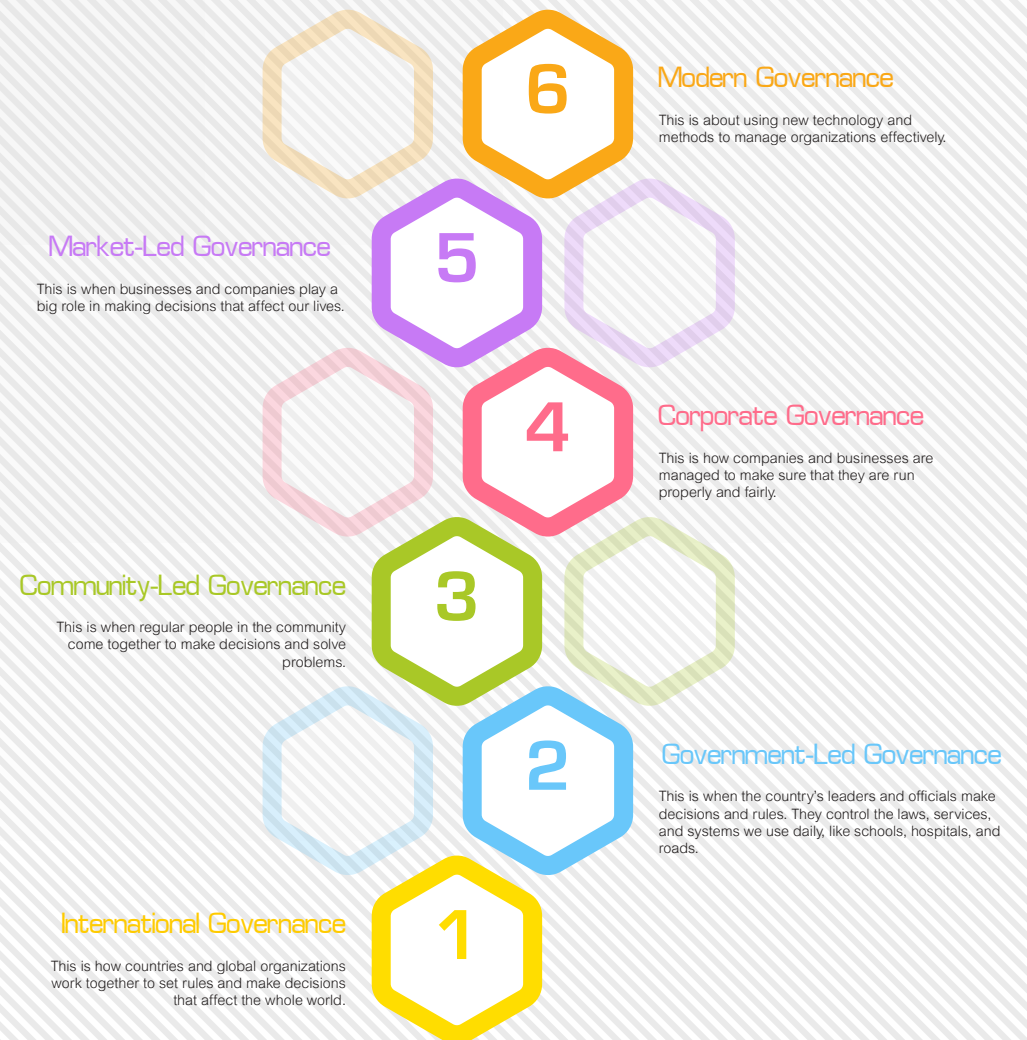 6
Modern Governance
This is about using new technology and
methods to manage organizations effectively.
5
Market-Led Governance
This is when businesses and companies play a
big role in making decisions that affect our lives.
4
Corporate Governance
This is how companies and businesses are
managed to make sure that they are run
properly and fairly.
3
Community-Led Governance
This is when regular people in the community
come together to make decisions and solve
problems.
2
Government-Led Governance
This is when the country's leaders and officials make
decisions and rules. They control the laws, services,
and systems we use daily, like schools, hospitals, and
roads.
1
International Governance
This is how countries and global organizations
work together to set rules and make decisions
that affect the whole world.